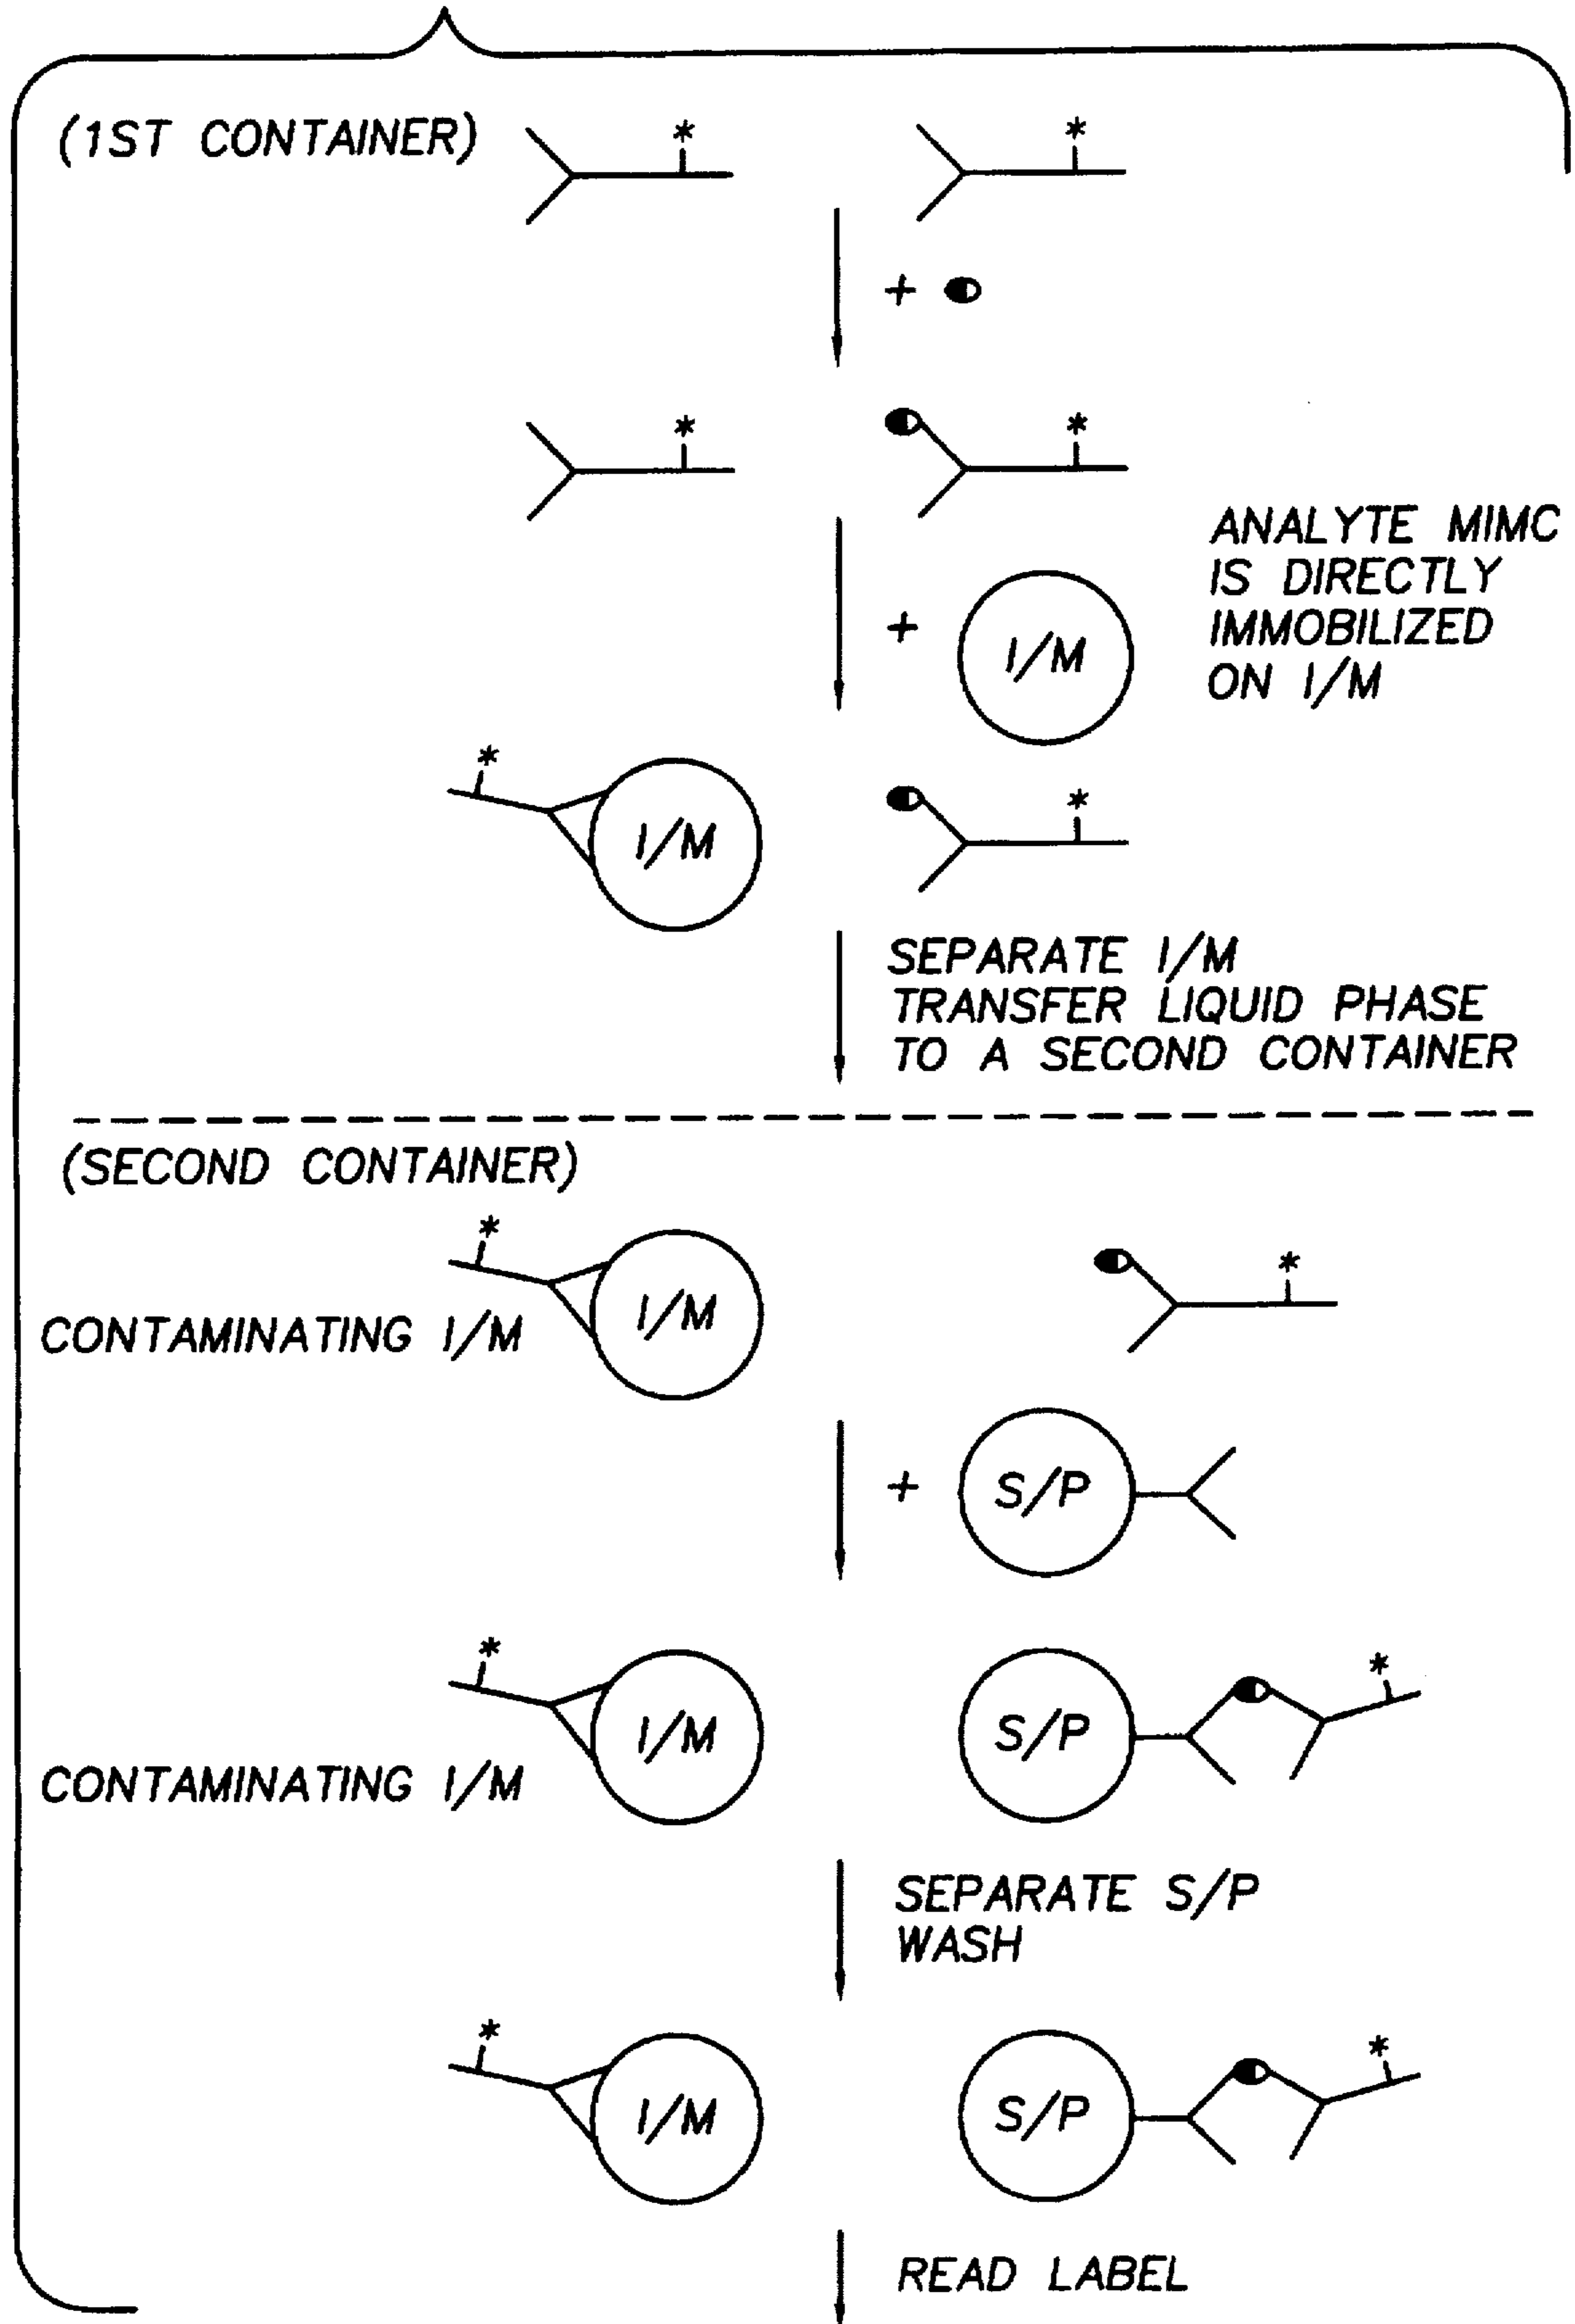 (1ST CONTAINER)
*
*
+
*
*
ANALYTE MIMC
IS DIRECTLY
IMMOBILIZED
ON I/M
+
I/M
*
I/M
*
SEPARATE I/M
TRANSFER LIQUID PHASE
TO A SECOND CONTAINER
(SECOND CONTAINER)
*
I/M
*
CONTAMINATING I/M
+
S/P
*
I/M
S/P
*
CONTAMINATING I/M
SEPARATE S/P
WASH
*
I/M
S/P
*
READ LABEL